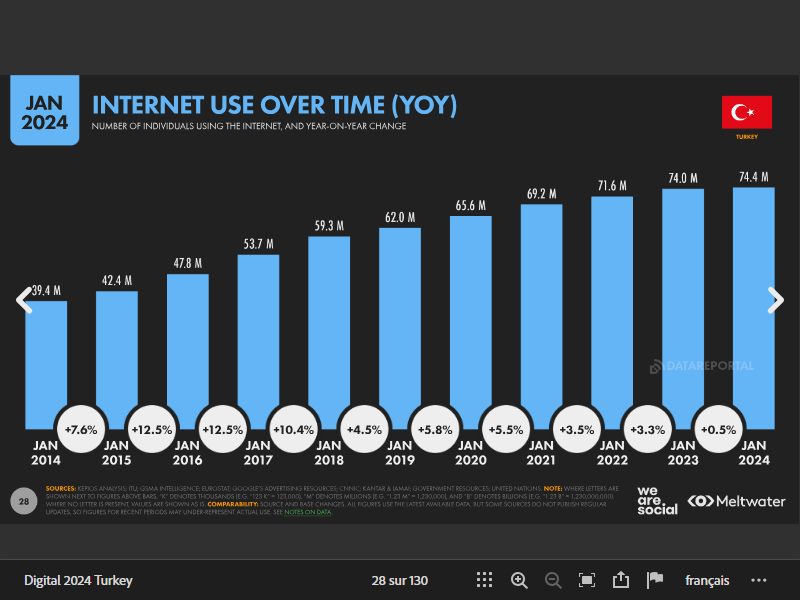 JAN
2024
INTERNET USE OVER TIME (YOY)
NUMBER OF INDIVIDUALS USING THE INTERNET, AND YEAR-ON-YEAR CHANGE
TURKEY
39.4 M
42.4 M
47.8 M
53.7 M
59.3 M
62.0 M
65.6 M
69.2 M
71.6 M
74.0 M
74.4 M
DATAREPORTAL
+7.6%
+12.5%
+12.5%
+10.4%
+4.5%
+5.8%
+5.5%
+3.5%
+3.3%
+0.5%
JAN
2014
JAN
2015
JAN
2016
JAN
2017
JAN
2018
JAN
2019
JAN
2020
JAN
2021
JAN
2022
JAN
2023
JAN
2024
28
SOURCES: KEPIOS ANALYSIS; ITU; GSMA INTELLIGENCE; EUROSTAT; GOOGLE'S ADVERTISING RESOURCES; CNNIC; KANTAR & IAMAI; GOVERNMENT RESOURCES; UNITED NATIONS. NOTE: WHERE LETTERS ARE
SHOWN NEXT TO FIGURES ABOVE BARS, "K" DENOTES THOUSANDS (E.G. "123 K" = 123,000), "M" DENOTES MILLIONS (E.G. "1.23 M" = 1,230,000), AND "B" DENOTES BILLIONS (E.G. "1.23 B" = 1,230,000,000).
WHERE NO LETTER IS PRESENT, VALUES ARE SHOWN AS IS. COMPARABILITY: SOURCE AND BASE CHANGES. ALL FIGURES USE THE LATEST AVAILABLE DATA, BUT SOME SOURCES DO NOT PUBLISH REGULAR
UPDATES, SO FIGURES FOR RECENT PERIODS MAY UNDER-REPRESENT ACTUAL USE. SEE NOTES ON DATA.
we
are.
social
Meltwater
Digital 2024 Turkey
28 sur 130
français